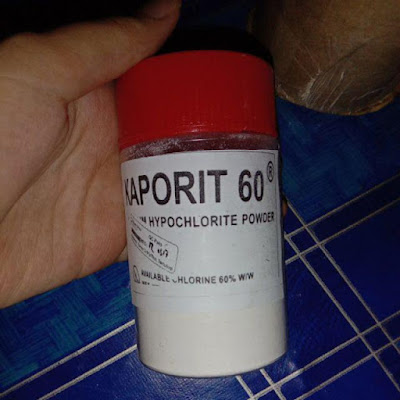 KAPORIT 60®
HYPOCHLORITE POWDER
AVAILABLE CHLORINE 60% W/W